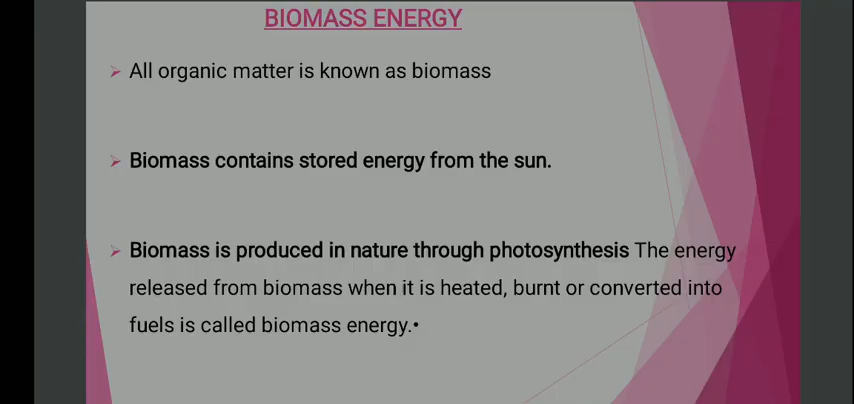 BIOMASS ENERGY
➢ All organic matter is known as biomass
➢ Biomass contains stored energy from the sun.
➢ Biomass is produced in nature through photosynthesis The energy
released from biomass when it is heated, burnt or converted into
fuels is called biomass energy.•